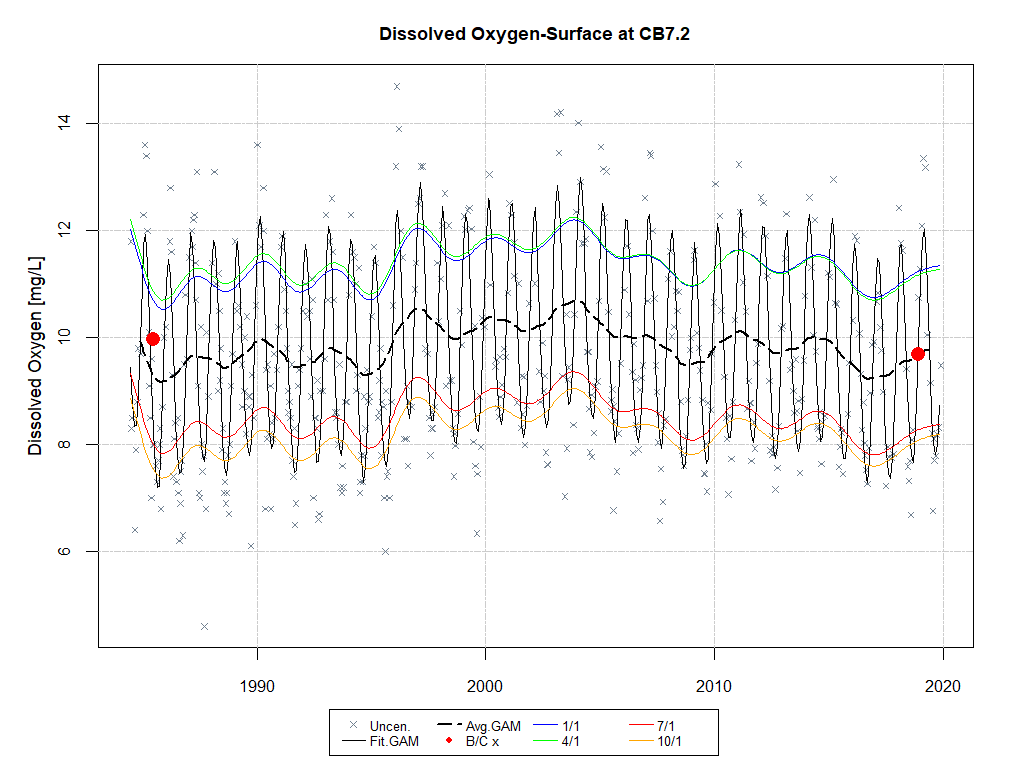 Dissolved Oxygen-Surface at CB7.2
Dissolved Oxygen [mg/L]
14
12
10
8
6
1990 2000 2010 2020
Uncen. Avg.GAM 1/1 7/1
Fit.GAM B/C x 4/1 10/1